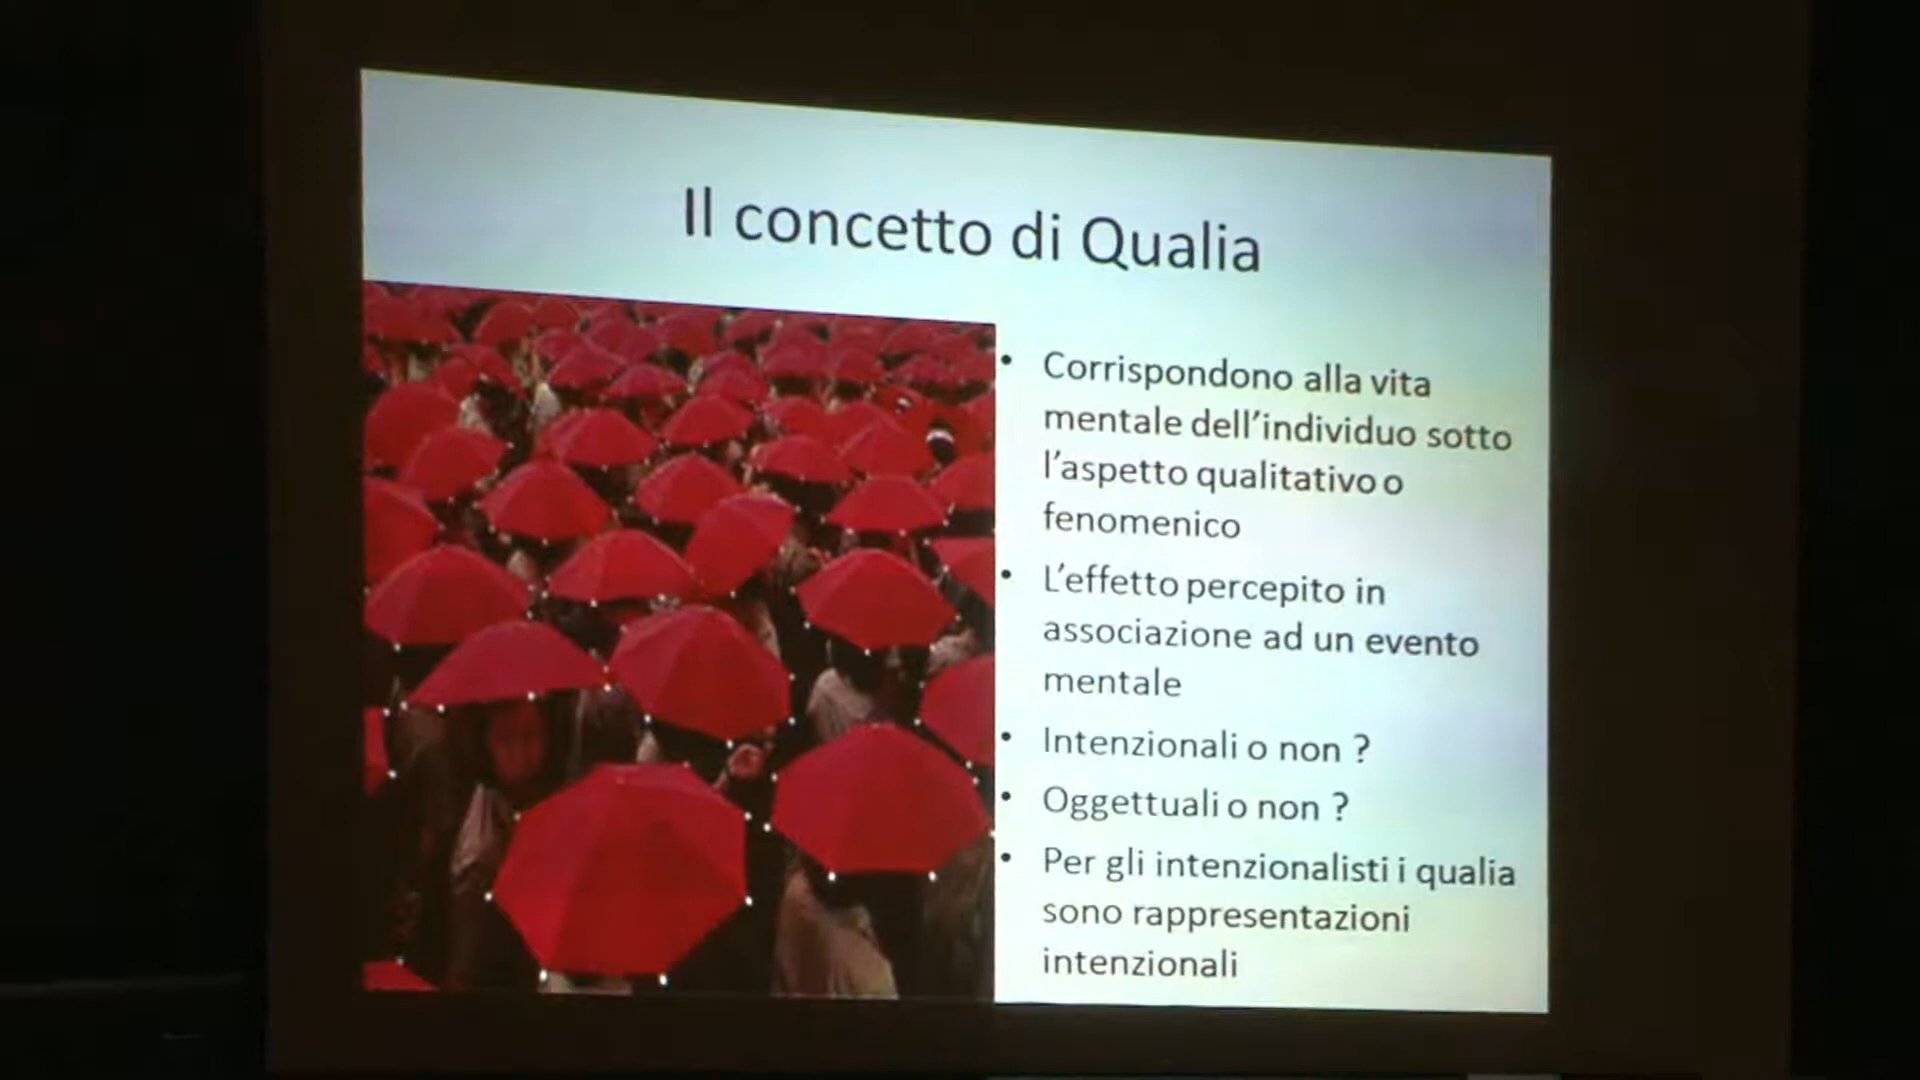 Il concetto di Qualia
• Corrispondono alla vita
mentale dell'individuo sotto
l'aspetto qualitativo o
fenomenico
• L'effetto percepito in
associazione ad un evento
mentale
• Intenzionali o non ?
• Oggettuali o non ?
• Per gli intenzionalisti i qualia
sono rappresentazioni
intenzionali